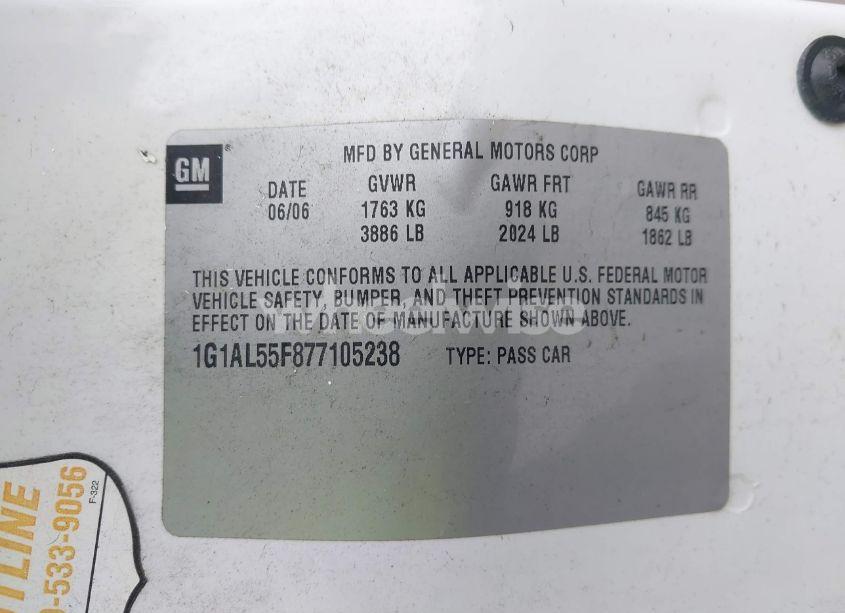 GM
MFD BY GENERAL MOTORS CORP
DATE GVWR GAWR FRT GAWR RR
06/06 1763 KG 918 KG 845 KG
3886 LB 2024 LB 1862 LB
THIS VEHICLE CONFORMS TO ALL APPLICABLE U.S. FEDERAL MOTOR
VEHICLE SAFETY, BUMPER, AND THEFT PREVENTION STANDARDS IN
EFFECT ON THE DATE OF MANUFACTURE SHOWN ABOVE.
1G1AL55F877105238 TYPE: PASS CAR
F-322
533-9056